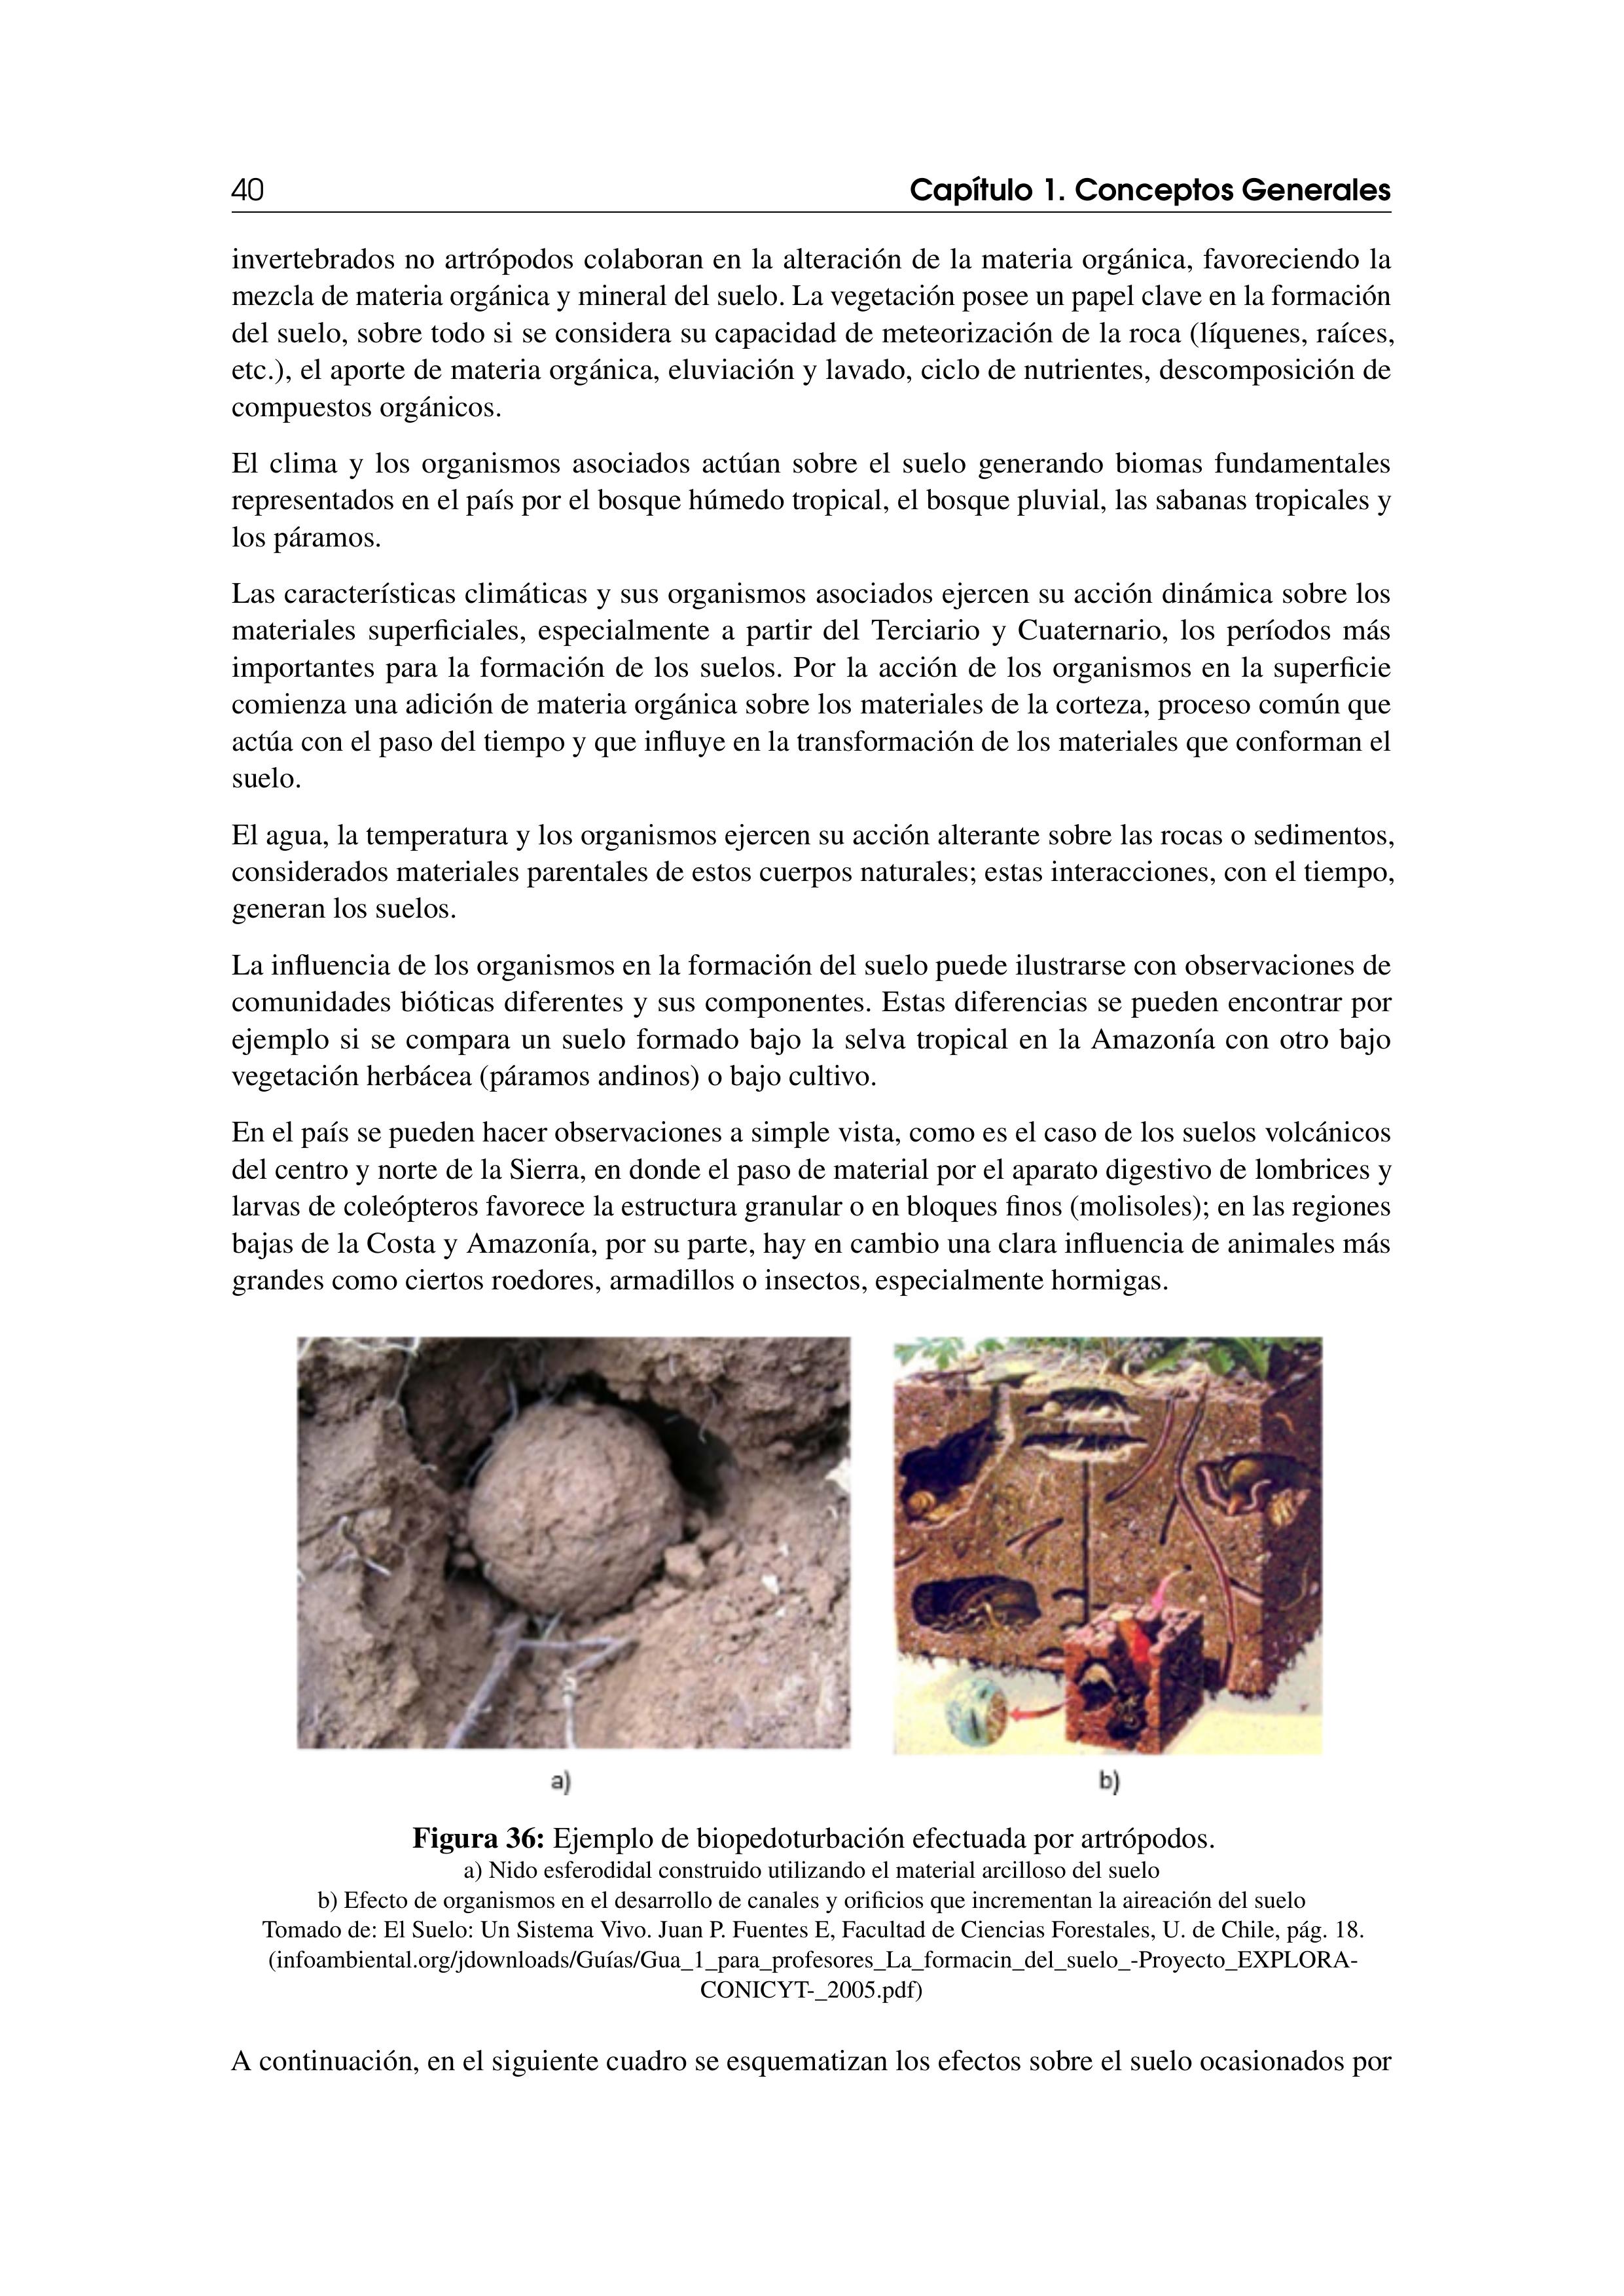 40
Capítulo 1. Conceptos Generales
invertebrados no artrópodos colaboran en la alteración de la materia orgánica, favoreciendo la
mezcla de materia orgánica y mineral del suelo. La vegetación posee un papel clave en la formación
del suelo, sobre todo si se considera su capacidad de meteorización de la roca (líquenes, raíces,
etc.), el aporte de materia orgánica, eluviación y lavado, ciclo de nutrientes, descomposición de
compuestos orgánicos.
El clima y los organismos asociados actúan sobre el suelo generando biomas fundamentales
representados en el país por el bosque húmedo tropical, el bosque pluvial, las sabanas tropicales y
los páramos.
Las características climáticas y sus organismos asociados ejercen su acción dinámica sobre los
materiales superficiales, especialmente a partir del Terciario y Cuaternario, los períodos más
importantes para la formación de los suelos. Por la acción de los organismos en la superficie
comienza una adición de materia orgánica sobre los materiales de la corteza, proceso común que
actúa con el paso del tiempo y que influye en la transformación de los materiales que conforman el
suelo.
El agua, la temperatura y los organismos ejercen su acción alterante sobre las rocas o sedimentos,
considerados materiales parentales de estos cuerpos naturales; estas interacciones, con el tiempo,
generan los suelos.
La influencia de los organismos en la formación del suelo puede ilustrarse con observaciones de
comunidades bióticas diferentes y sus componentes. Estas diferencias se pueden encontrar por
ejemplo si se compara un suelo formado bajo la selva tropical en la Amazonía con otro bajo
vegetación herbácea (páramos andinos) o bajo cultivo.
En el país se pueden hacer observaciones a simple vista, como es el caso de los suelos volcánicos
del centro y norte de la Sierra, en donde el paso de material por el aparato digestivo de lombrices y
larvas de coleópteros favorece la estructura granular o en bloques finos (molisoles); en las regiones
bajas de la Costa y Amazonía, por su parte, hay en cambio una clara influencia de animales más
grandes como ciertos roedores, armadillos o insectos, especialmente hormigas.
a)
b)
Figura 36: Ejemplo de biopedoturbación efectuada por artrópodos.
a) Nido esferodidal construido utilizando el material arcilloso del suelo
b) Efecto de organismos en el desarrollo de canales y orificios que incrementan la aireación del suelo
Tomado de: El Suelo: Un Sistema Vivo. Juan P. Fuentes E, Facultad de Ciencias Forestales, U. de Chile, pág. 18.
(infoambiental.org/jdownloads/Guías/Gua_1_para_profesores_La_formacin_del_suelo_-Proyecto_EXPLORA-
CONICYT-_2005.pdf)
A continuación, en el siguiente cuadro se esquematizan los efectos sobre el suelo ocasionados por